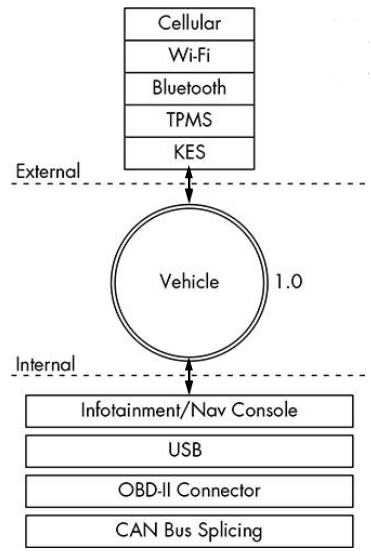 Cellular
Wi-Fi
Bluetooth
TPMS
KES
External
Vehicle
1.0
Internal
Infotainment/Nav Console
USB
OBD-II Connector
CAN Bus Splicing